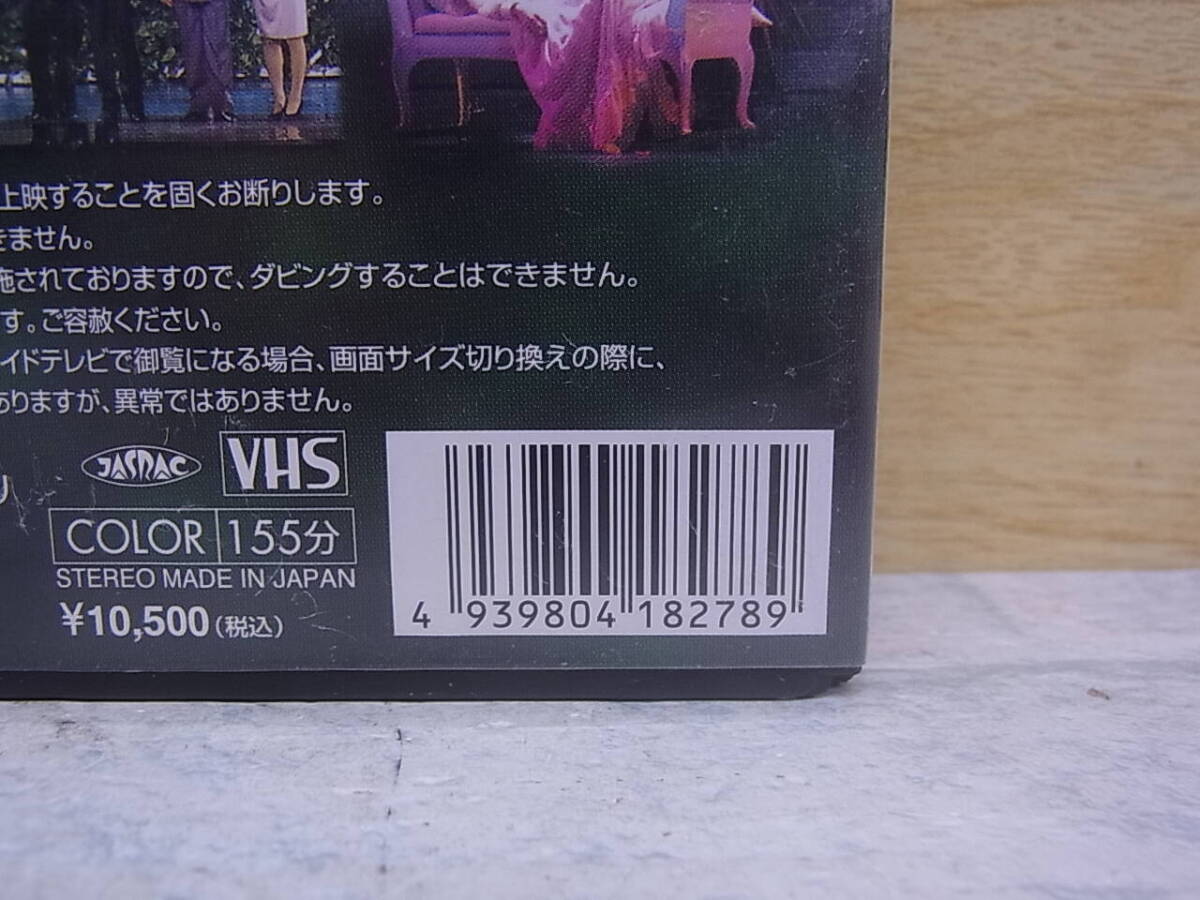 上映することを固くお断りします。
きません。
施されておりますので、ダビングすることはできません。
す。ご容赦ください。
イドテレビで御覧になる場合、画面サイズ切り換えの際に、
ありますが、異常ではありません。
JASRAC VHS
COLOR 155分
STEREO MADE IN JAPAN
¥10,500(税込)
4 939804 182789